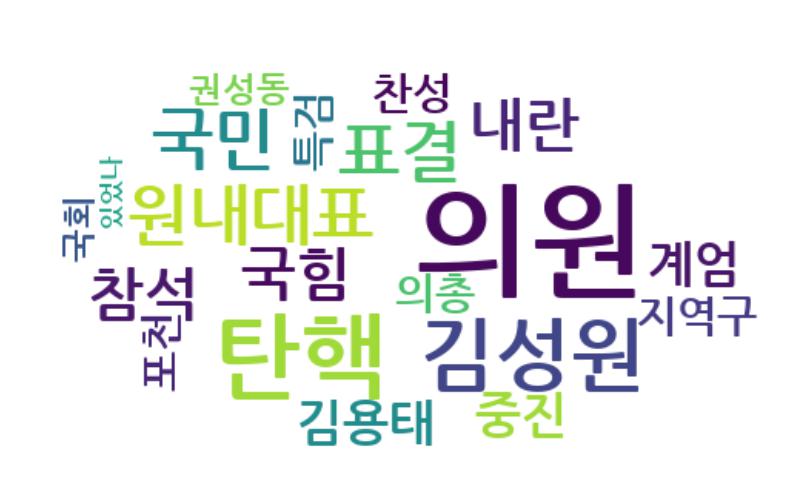 권성동
찬성
국민
특검
표결
내란
있었나
국회
원내대표
의원
참석
국힘
의총
계엄
지역구
포천
탄핵
김성원
김용태
중진